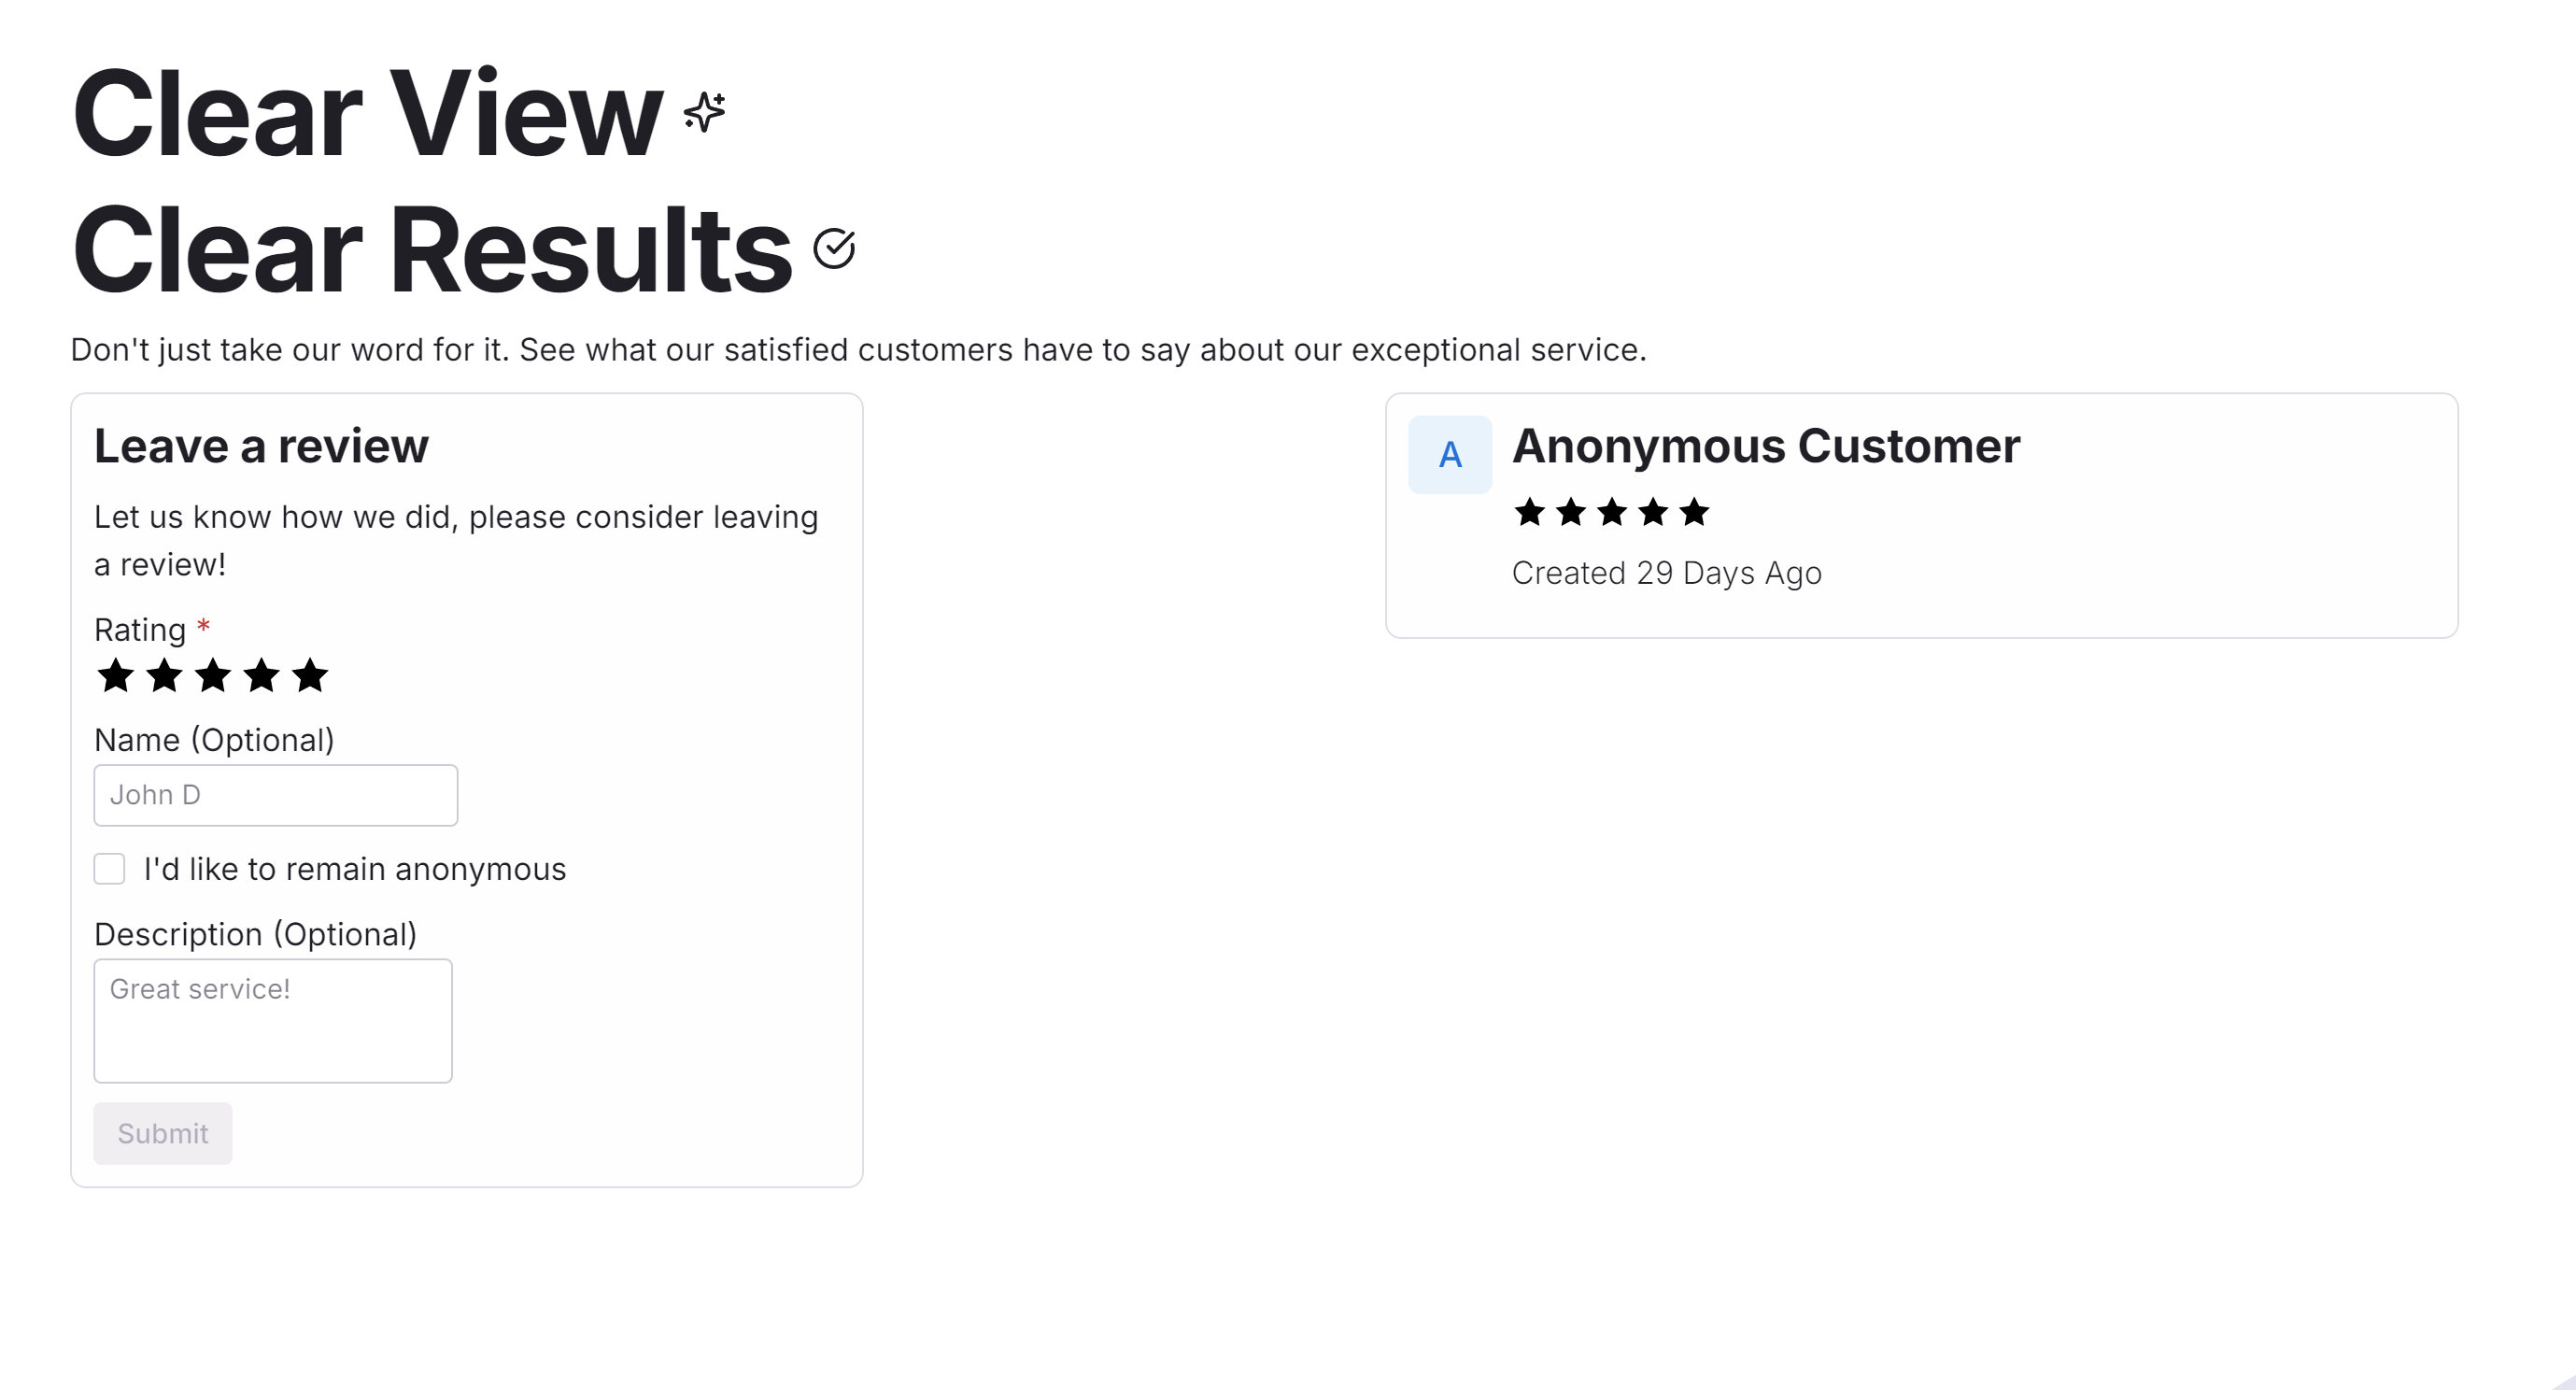 Clear View
Clear Results
Don't just take our word for it. See what our satisfied customers have to say about our exceptional service.
Leave a review
Let us know how we did, please consider leaving
a review!
Rating *
Name (Optional)
John D
I'd like to remain anonymous
Description (Optional)
Great service!
Submit
A
Anonymous Customer
Created 29 Days Ago